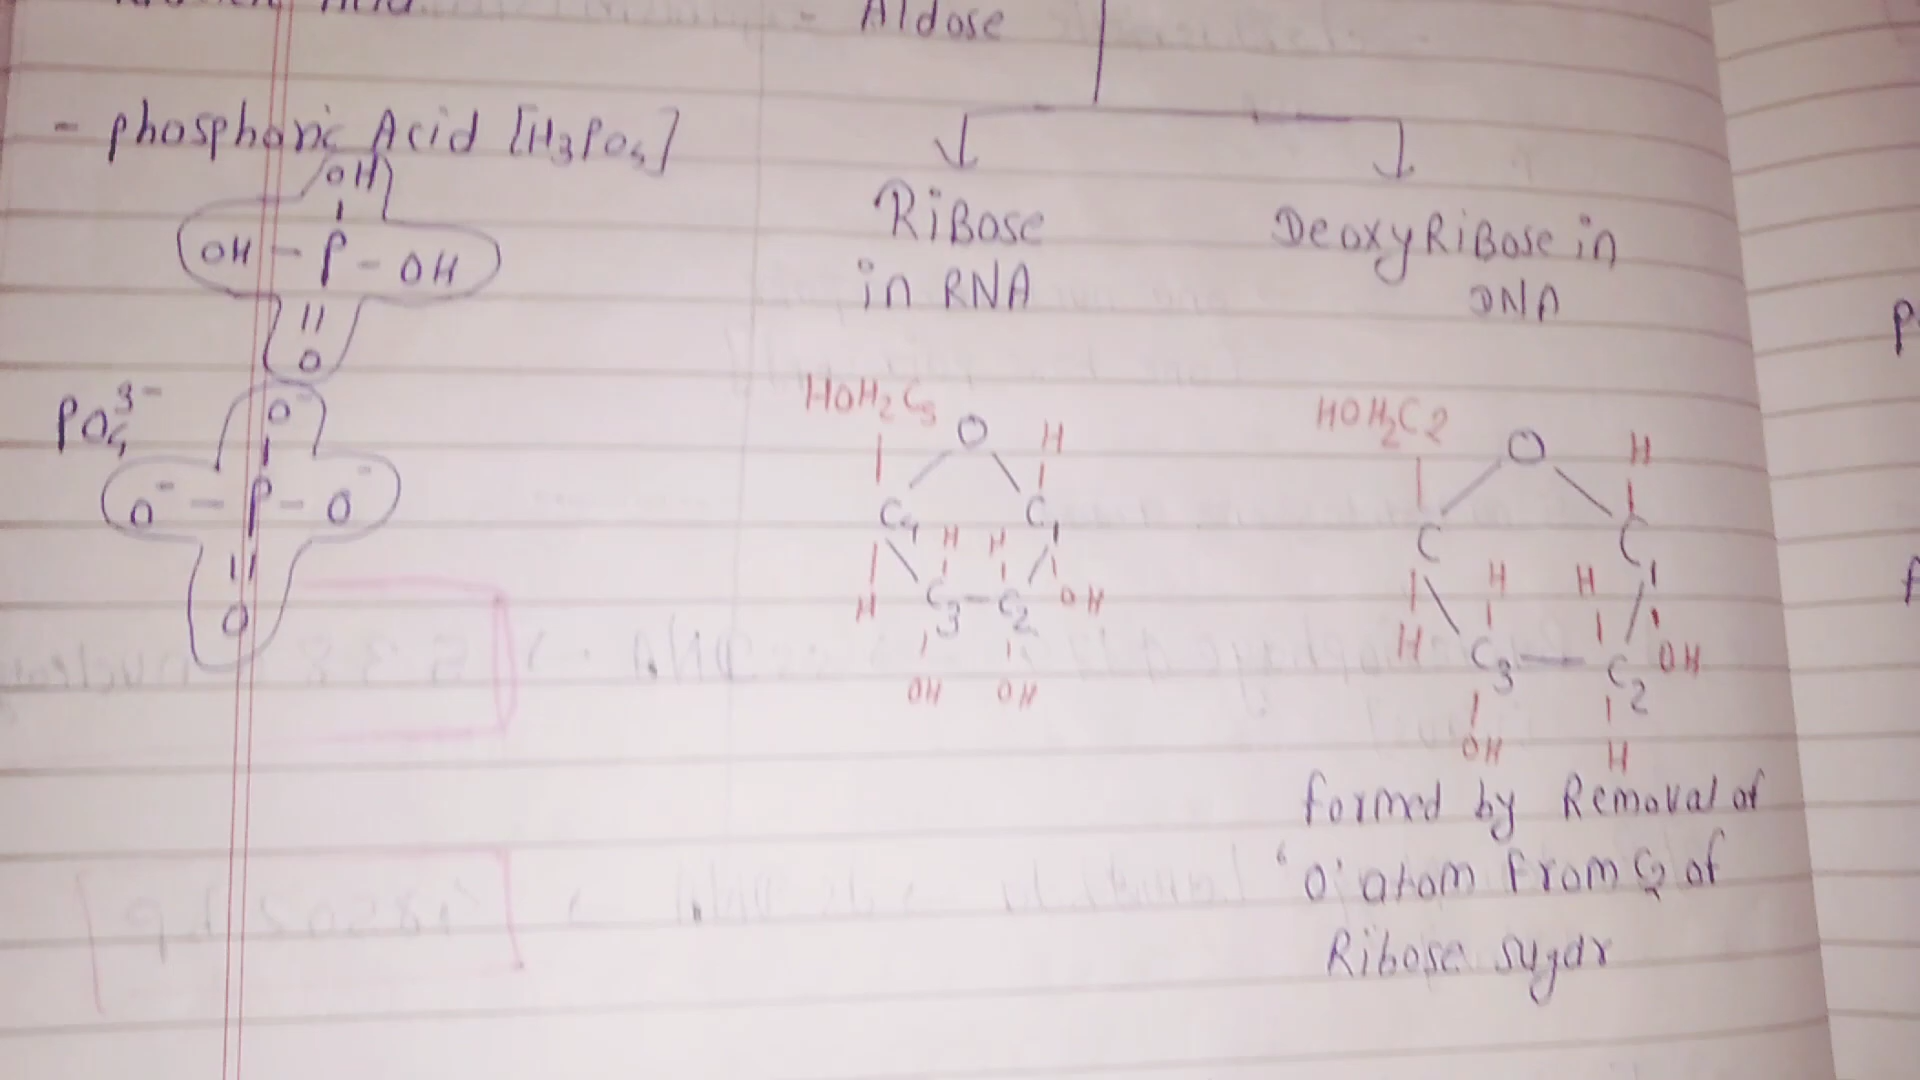 Acid
- Aldose
- phosphoric Acid [H3PO4]
OH
OH - P - OH
||
O
PO4 3-
O-
O- - P - O-
||
O
RiBose
in RNA
HOH2C5
O
H
C4
C1
H
H
H
C3 - C2
OH
OH
OH
DeoxyRiBose in
DNA
HOH2C2
O
H
C
C1
H
H
H
C3 - C2
OH
OH
H
formed by Removal of
'O' atom from C2 of
Ribose sugar